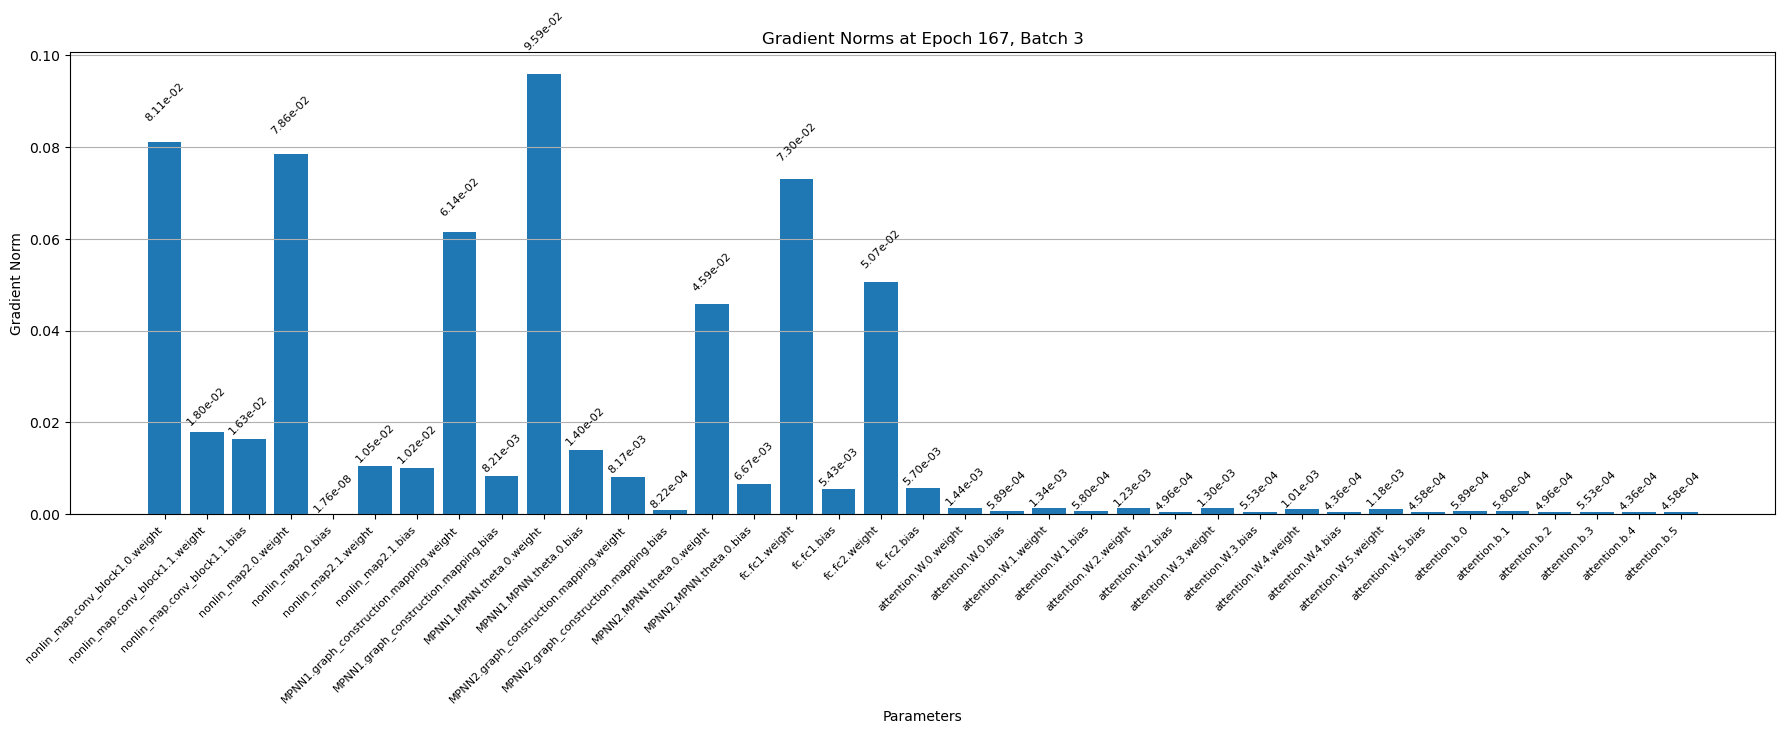 Gradient Norms at Epoch 167, Batch 3
Gradient Norm
0.10
0.08
0.06
0.04
0.02
0.00
8.11e-02
1.80e-02
1.63e-02
7.86e-02
1.76e-08
1.05e-02
1.02e-02
6.14e-02
8.21e-03
9.59e-02
1.40e-02
8.17e-03
8.22e-04
4.59e-02
6.67e-03
7.30e-02
5.43e-03
5.07e-02
5.70e-03
1.44e-03
5.89e-04
1.34e-03
5.80e-04
1.23e-03
4.96e-04
1.30e-03
5.53e-04
1.01e-03
4.36e-04
1.18e-03
4.58e-04
5.89e-04
5.80e-04
4.96e-04
5.53e-04
4.36e-04
4.58e-04
nonlin_map.conv_block1.0.weight
nonlin_map.conv_block1.1.weight
nonlin_map.conv_block1.1.bias
nonlin_map2.0.weight
nonlin_map2.0.bias
nonlin_map2.1.weight
nonlin_map2.1.bias
MPNN1.graph_construction.mapping.weight
MPNN1.graph_construction.mapping.bias
MPNN1.MPNN.theta.0.weight
MPNN1.MPNN.theta.0.bias
MPNN2.graph_construction.mapping.weight
MPNN2.graph_construction.mapping.bias
MPNN2.MPNN.theta.0.weight
MPNN2.MPNN.theta.0.bias
fc.fc1.weight
fc.fc1.bias
fc.fc2.weight
fc.fc2.bias
attention.W.0.weight
attention.W.0.bias
attention.W.1.weight
attention.W.1.bias
attention.W.2.weight
attention.W.2.bias
attention.W.3.weight
attention.W.3.bias
attention.W.4.weight
attention.W.4.bias
attention.W.5.weight
attention.W.5.bias
attention.b.0
attention.b.1
attention.b.2
attention.b.3
attention.b.4
attention.b.5
Parameters